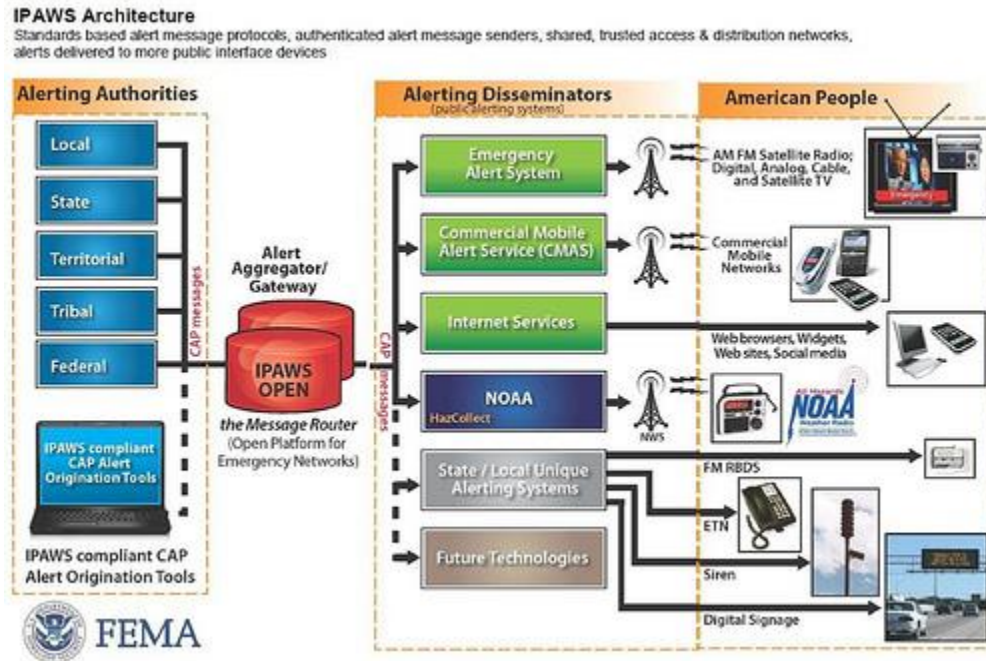 IPAWS Architecture
Standards based alert message protocols, authenticated alert message senders, shared, trusted access & distribution networks,
alerts delivered to more public interface devices
Alerting Authorities
Local
State
Territorial
Tribal
Federal
CAP messages
IPAWS compliant
CAP Alert
Origination Tools
IPAWS compliant CAP
Alert Origination Tools
FEMA
Alert
Aggregator/
Gateway
IPAWS
OPEN
the Message Router
(Open Platform for
Emergency Networks)
Alerting Disseminators
(public alerting systems)
CAP messages
Emergency
Alert System
Commercial Mobile
Alert Service (CMAS)
Internet Services
NOAA
HazCollect
NWS
State / Local Unique
Alerting Systems
Future Technologies
American People
AM FM Satellite Radio;
Digital, Analog, Cable,
and Satellite TV
Emergency
Commercial
Mobile
Networks
Web browsers, Widgets,
Web sites, Social media
All Hazards
NOAA
Weather Radio
FM RBDS
ETN
Siren
Digital Signage